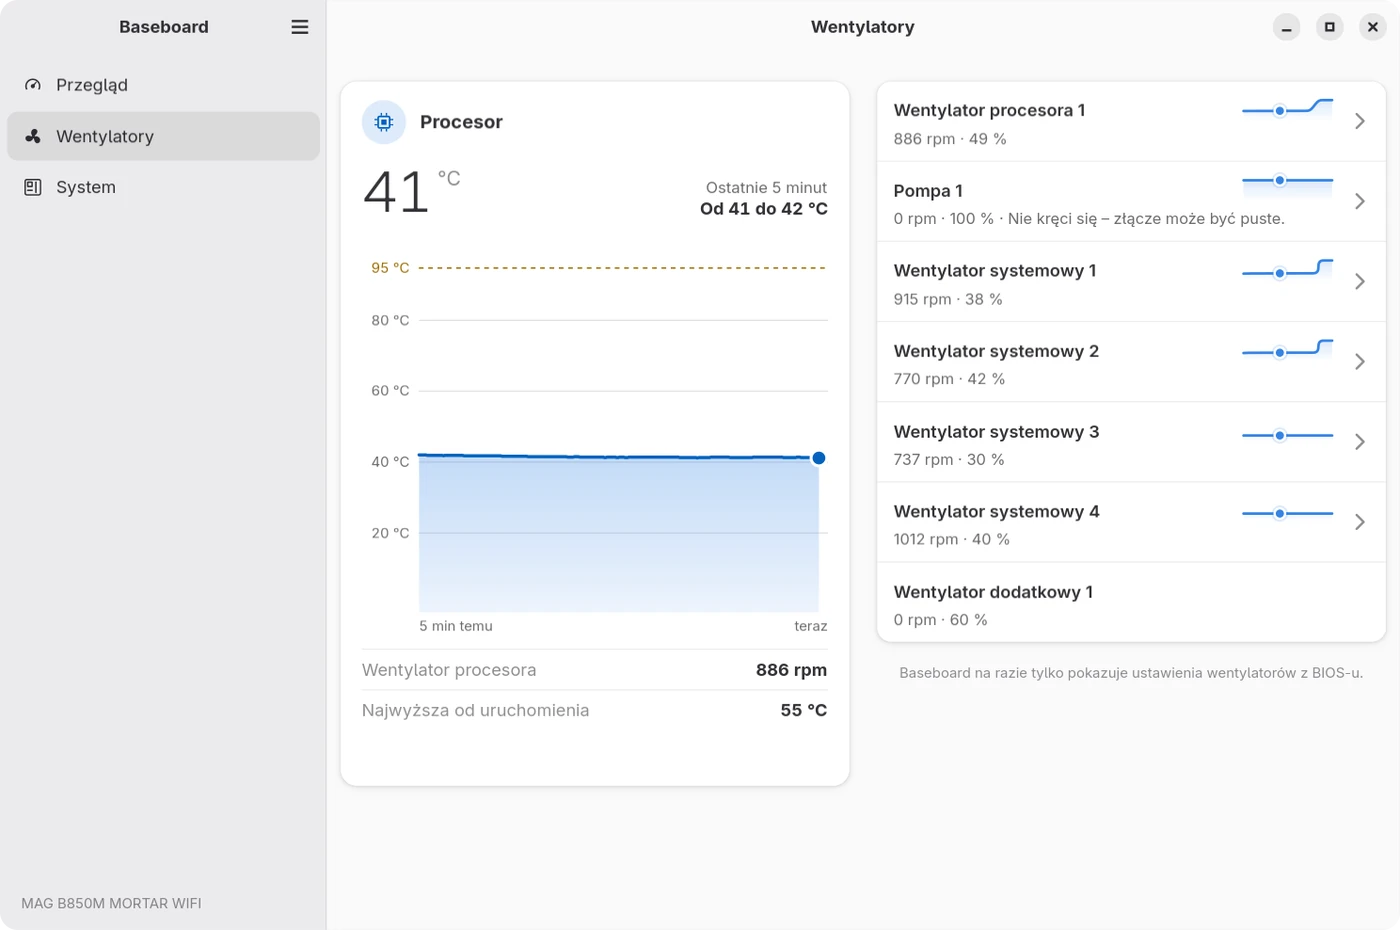 Baseboard
Wentylatory
Przegląd
Wentylatory
System
MAG B850M MORTAR WIFI
Procesor
41 °C
Ostatnie 5 minut
Od 41 do 42 °C
95 °C
80 °C
60 °C
40 °C
20 °C
5 min temu
teraz
Wentylator procesora
886 rpm
Najwyższa od uruchomienia
55 °C
Wentylator procesora 1
886 rpm · 49 %
Pompa 1
0 rpm · 100 % · Nie kręci się – złącze może być puste.
Wentylator systemowy 1
915 rpm · 38 %
Wentylator systemowy 2
770 rpm · 42 %
Wentylator systemowy 3
737 rpm · 30 %
Wentylator systemowy 4
1012 rpm · 40 %
Wentylator dodatkowy 1
0 rpm · 60 %
Baseboard na razie tylko pokazuje ustawienia wentylatorów z BIOS-u.